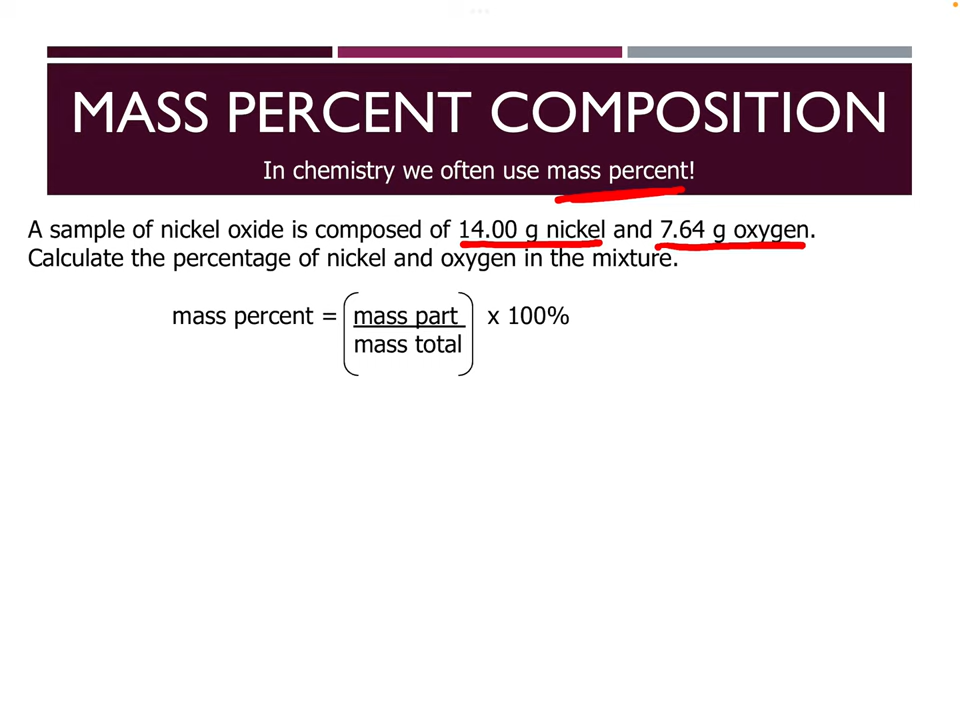 MASS PERCENT COMPOSITION
In chemistry we often use mass percent!
A sample of nickel oxide is composed of 14.00 g nickel and 7.64 g oxygen.
Calculate the percentage of nickel and oxygen in the mixture.
mass percent = mass part x 100%
mass total